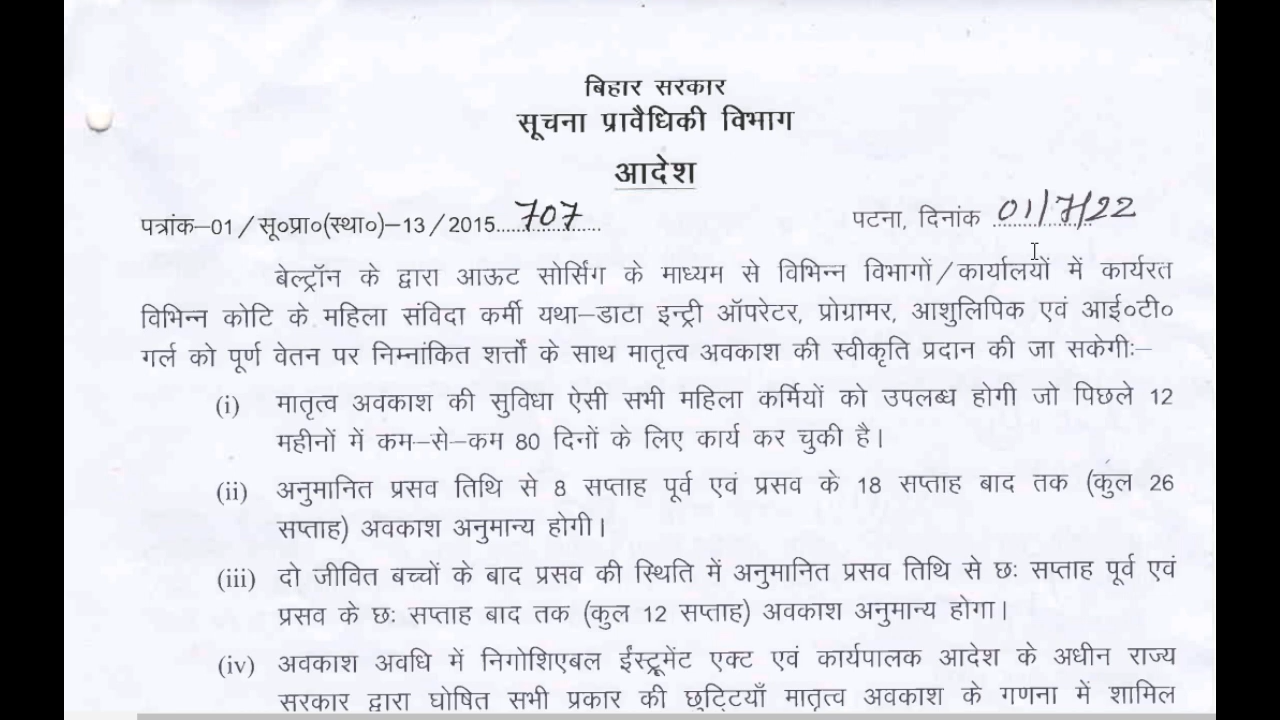 बिहार सरकार
सूचना प्रावैधिकी विभाग
आदेश
पत्रांक–01/सू०प्रा०(स्था०)–13/2015.....707..... पटना, दिनांक 01/7/22
बेल्ट्रॉन के द्वारा आऊट सोर्सिंग के माध्यम से विभिन्न विभागों/कार्यालयों में कार्यरत
विभिन्न कोटि के महिला संविदा कर्मी यथा–डाटा इन्ट्री ऑपरेटर, प्रोग्रामर, आशुलिपिक एवं आई०टी०
गर्ल को पूर्ण वेतन पर निम्नांकित शर्त्तों के साथ मातृत्व अवकाश की स्वीकृति प्रदान की जा सकेगीः–
(i) मातृत्व अवकाश की सुविधा ऐसी सभी महिला कर्मियों को उपलब्ध होगी जो पिछले 12
महीनों में कम–से–कम 80 दिनों के लिए कार्य कर चुकी है।
(ii) अनुमानित प्रसव तिथि से 8 सप्ताह पूर्व एवं प्रसव के 18 सप्ताह बाद तक (कुल 26
सप्ताह) अवकाश अनुमान्य होगी।
(iii) दो जीवित बच्चों के बाद प्रसव की स्थिति में अनुमानित प्रसव तिथि से छः सप्ताह पूर्व एवं
प्रसव के छः सप्ताह बाद तक (कुल 12 सप्ताह) अवकाश अनुमान्य होगा।
(iv) अवकाश अवधि में निगोशिएबल ईंस्ट्रूमेंट एक्ट एवं कार्यपालक आदेश के अधीन राज्य
सरकार द्वारा घोषित सभी प्रकार की छुट्टियाँ मातृत्व अवकाश के गणना में शामिल